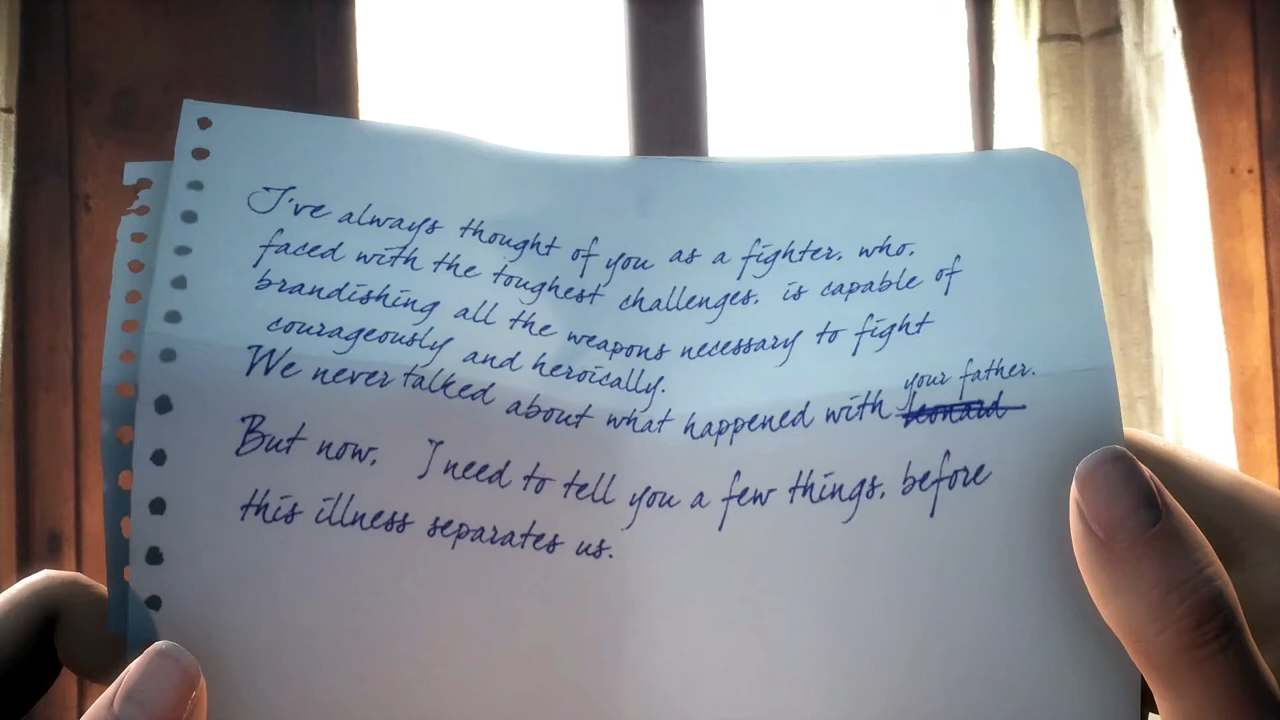 I've always thought of you as a fighter. who.
faced with the toughest challenges. is capable of
brandishing all the weapons necessary to fight
courageously and heroically.
We never talked about what happened with leonard your father.
But now. I need to tell you a few things. before
this illness separates us.